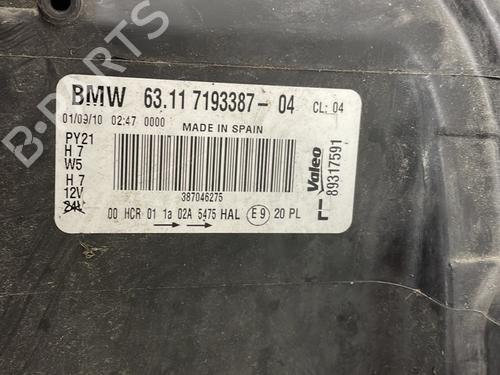 BMW 63.11 7193387- 04 CL: 04
01/09/10 02:47 0000
MADE IN SPAIN
PY21
H 7
W5
H 7
12V
24V
387046275
00 HCR 01 1a 02A 5475 HAL E9 20 PL
Valeo
89317591
B-PARTS